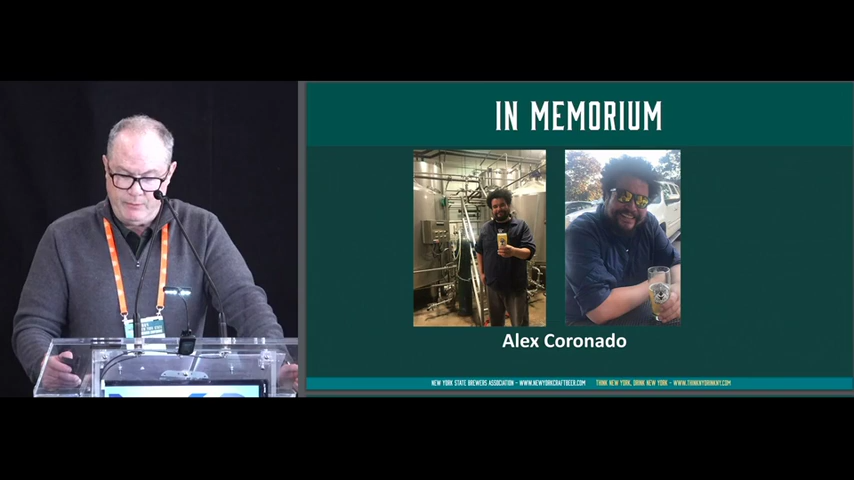 IN MEMORIUM
Alex Coronado
NEW YORK STATE BREWERS ASSOCIATION - WWW.NEWYORKCRAFTBEER.COM THINK NEW YORK, DRINK NEW YORK - WWW.THINKNYDRINKNY.COM